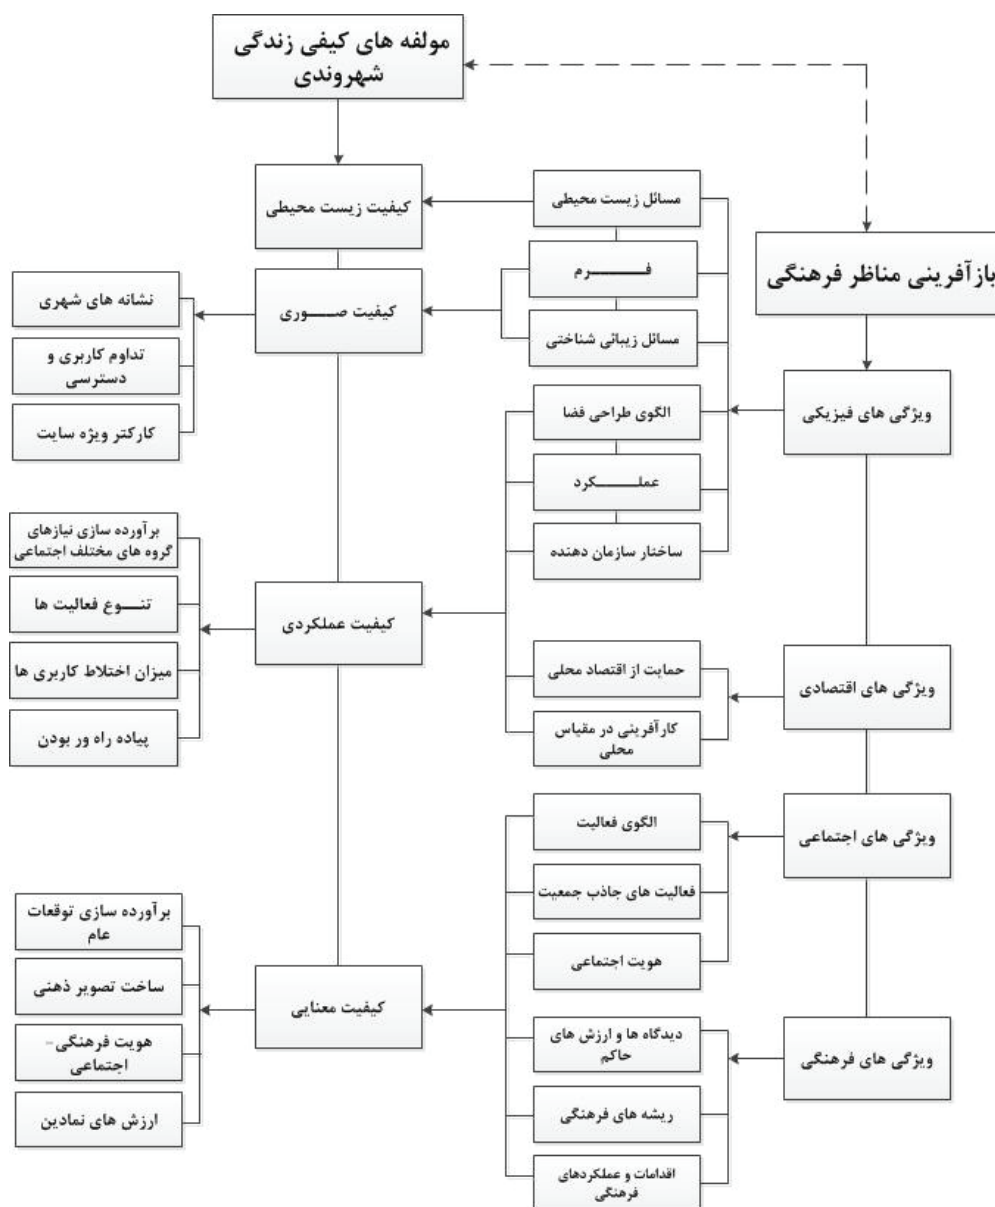 مولفه های کیفی زندگی
شهروندی
بازآفرینی مناظر فرهنگی
ویژگی های فیزیکی
ویژگی های اقتصادی
ویژگی های اجتماعی
ویژگی های فرهنگی
مسائل زیست محیطی
فـــــــــرم
مسائل زیبائی شناختی
الگوی طراحی فضا
عملـــــــکرد
ساختار سازمان دهنده
حمایت از اقتصاد محلی
کارآفرینی در مقیاس
محلی
الگوی فعالیت
فعالیت های جاذب جمعیت
هویت اجتماعی
دیدگاه ها و ارزش های
حاکم
ریشه های فرهنگی
اقدامات و عملکردهای
فرهنگی
کیفیت زیست محیطی
کیفیت صـــــوری
کیفیت عملکردی
کیفیت معنایی
نشانه های شهری
تداوم کاربری و
دسترسی
کارکتر ویژه سایت
برآورده سازی نیازهای
گروه های مختلف اجتماعی
تنـــوع فعالیت ها
میزان اختلاط کاربری ها
پیاده راه ور بودن
برآورده سازی توقعات
عام
ساخت تصویر ذهنی
هویت فرهنگی-
اجتماعی
ارزش های نمادین